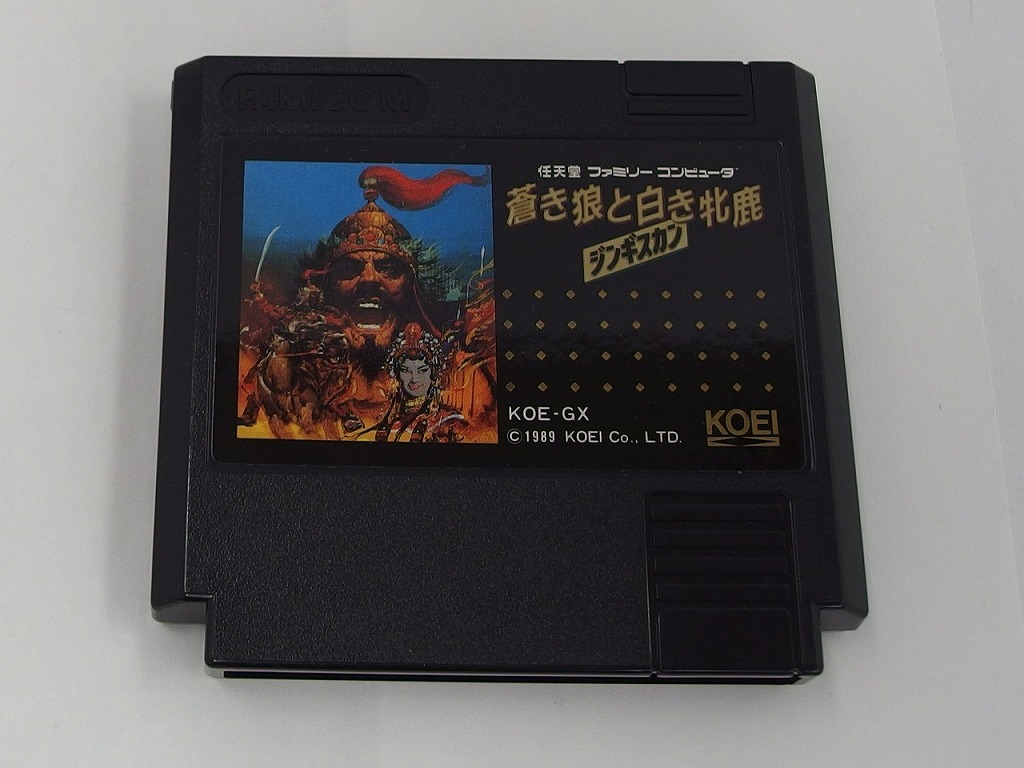 FAMICOM
任天堂 ファミリー コンピュータ
蒼き狼と白き牝鹿
ジンギスカン
KOE-GX
©1989 KOEI Co., LTD.
KOEI